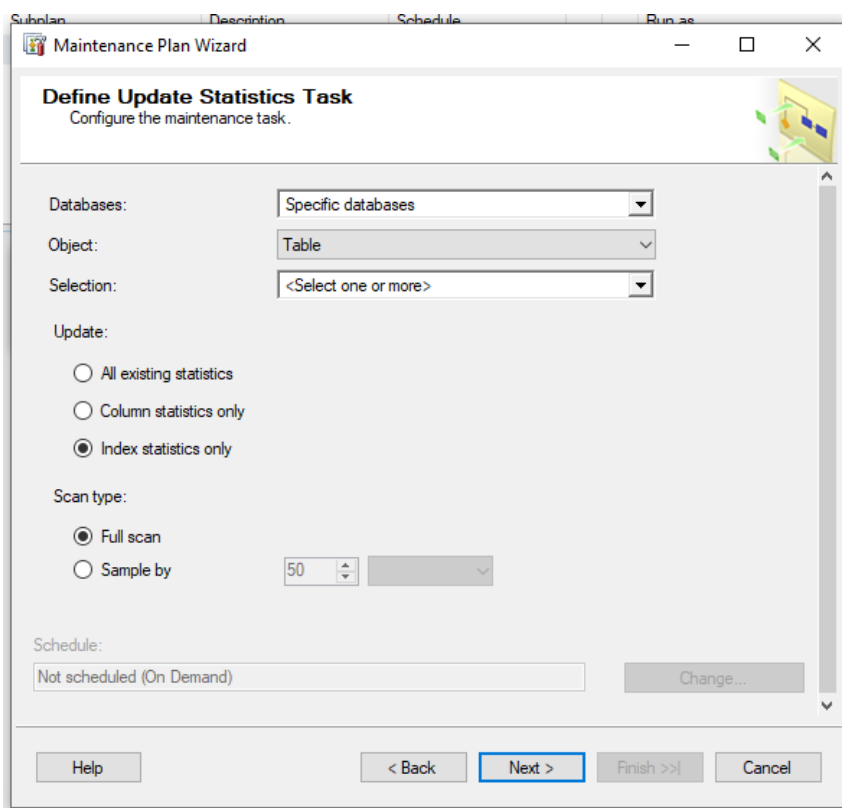 Subplan Description Schedule Run as
Maintenance Plan Wizard
Define Update Statistics Task
Configure the maintenance task.
Databases: Specific databases
Object: Table
Selection: <Select one or more>
Update:
All existing statistics
Column statistics only
Index statistics only
Scan type:
Full scan
Sample by 50
Schedule:
Not scheduled (On Demand) Change...
Help < Back Next > Finish >>| Cancel